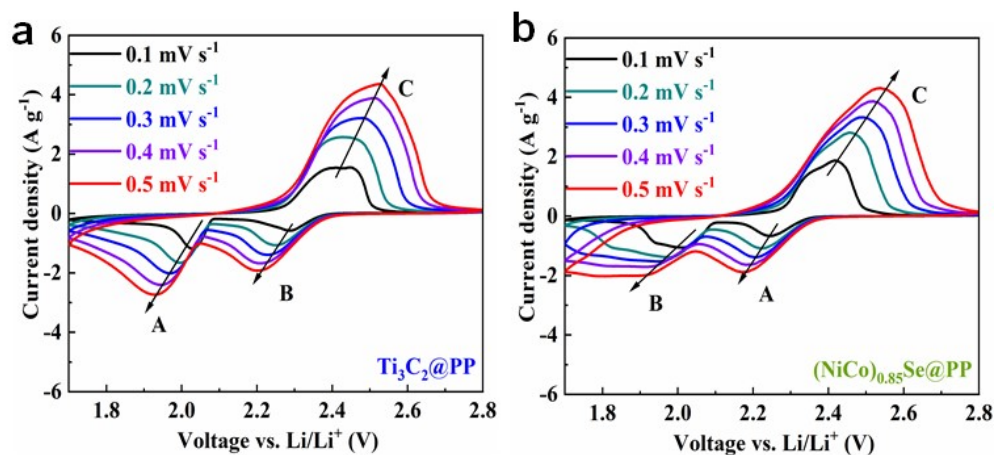 a
Current density (A g⁻¹)
6
4
2
0
-2
-4
-6
0.1 mV s⁻¹
0.2 mV s⁻¹
0.3 mV s⁻¹
0.4 mV s⁻¹
0.5 mV s⁻¹
C
A
B
Ti₃C₂@PP
1.8 2.0 2.2 2.4 2.6 2.8
Voltage vs. Li/Li⁺ (V)
b
Current density (A g⁻¹)
6
4
2
0
-2
-4
-6
0.1 mV s⁻¹
0.2 mV s⁻¹
0.3 mV s⁻¹
0.4 mV s⁻¹
0.5 mV s⁻¹
C
B
A
(NiCo)₀.₈₅Se@PP
1.8 2.0 2.2 2.4 2.6 2.8
Voltage vs. Li/Li⁺ (V)